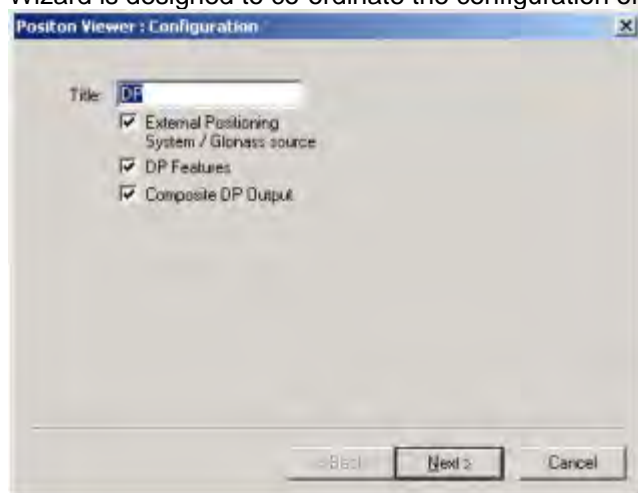 Wizard is designed to co-ordinate the configuration of
Positon Viewer : Configuration
Title: DP
External Positioning
System / Glonass source
DP Features
Composite DP Output
< Back
Next >
Cancel